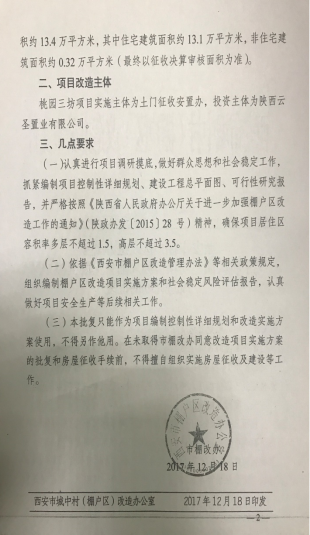 积约 13.4 万平方米，其中住宅建筑面积约 13.1 万平方米，非住宅建
筑面积约 0.32 万平方米（最终以征收决算审核面积为准）。
二、项目改造主体
桃园三坊项目实施主体为土门征收安置办，投资主体为陕西云
圣置业有限公司。
三、几点要求
（一）认真进行项目调研摸底，做好群众思想和社会稳定工作，
抓紧编制项目控制性详细规划、建设工程总平面图、可行性研究报
告，并严格按照《陕西省人民政府办公厅关于进一步加强棚户区改
造工作的通知》（陕政办发〔2015〕28 号）精神，确保项目居住区
容积率多层不超过 1.5，高层不超过 3.5。
（二）依据《西安市棚户区改造管理办法》等相关政策规定，
组织编制棚户区改造项目实施方案和社会稳定风险评估报告，认真
做好项目安全生产等后续相关工作。
（三）本批复只能作为项目编制控制性详细规划和改造实施方
案使用，不得另作他用。在未取得市棚改办同意改造项目实施方案
的批复和房屋征收手续前，不得擅自组织实施房屋征收及建设等工
作。
西安市棚户区改造办公室
市棚改办
2017 年 12 月 18 日
西安市城中村（棚户区）改造办公室 2017 年 12 月 18 日印发
— 2 —